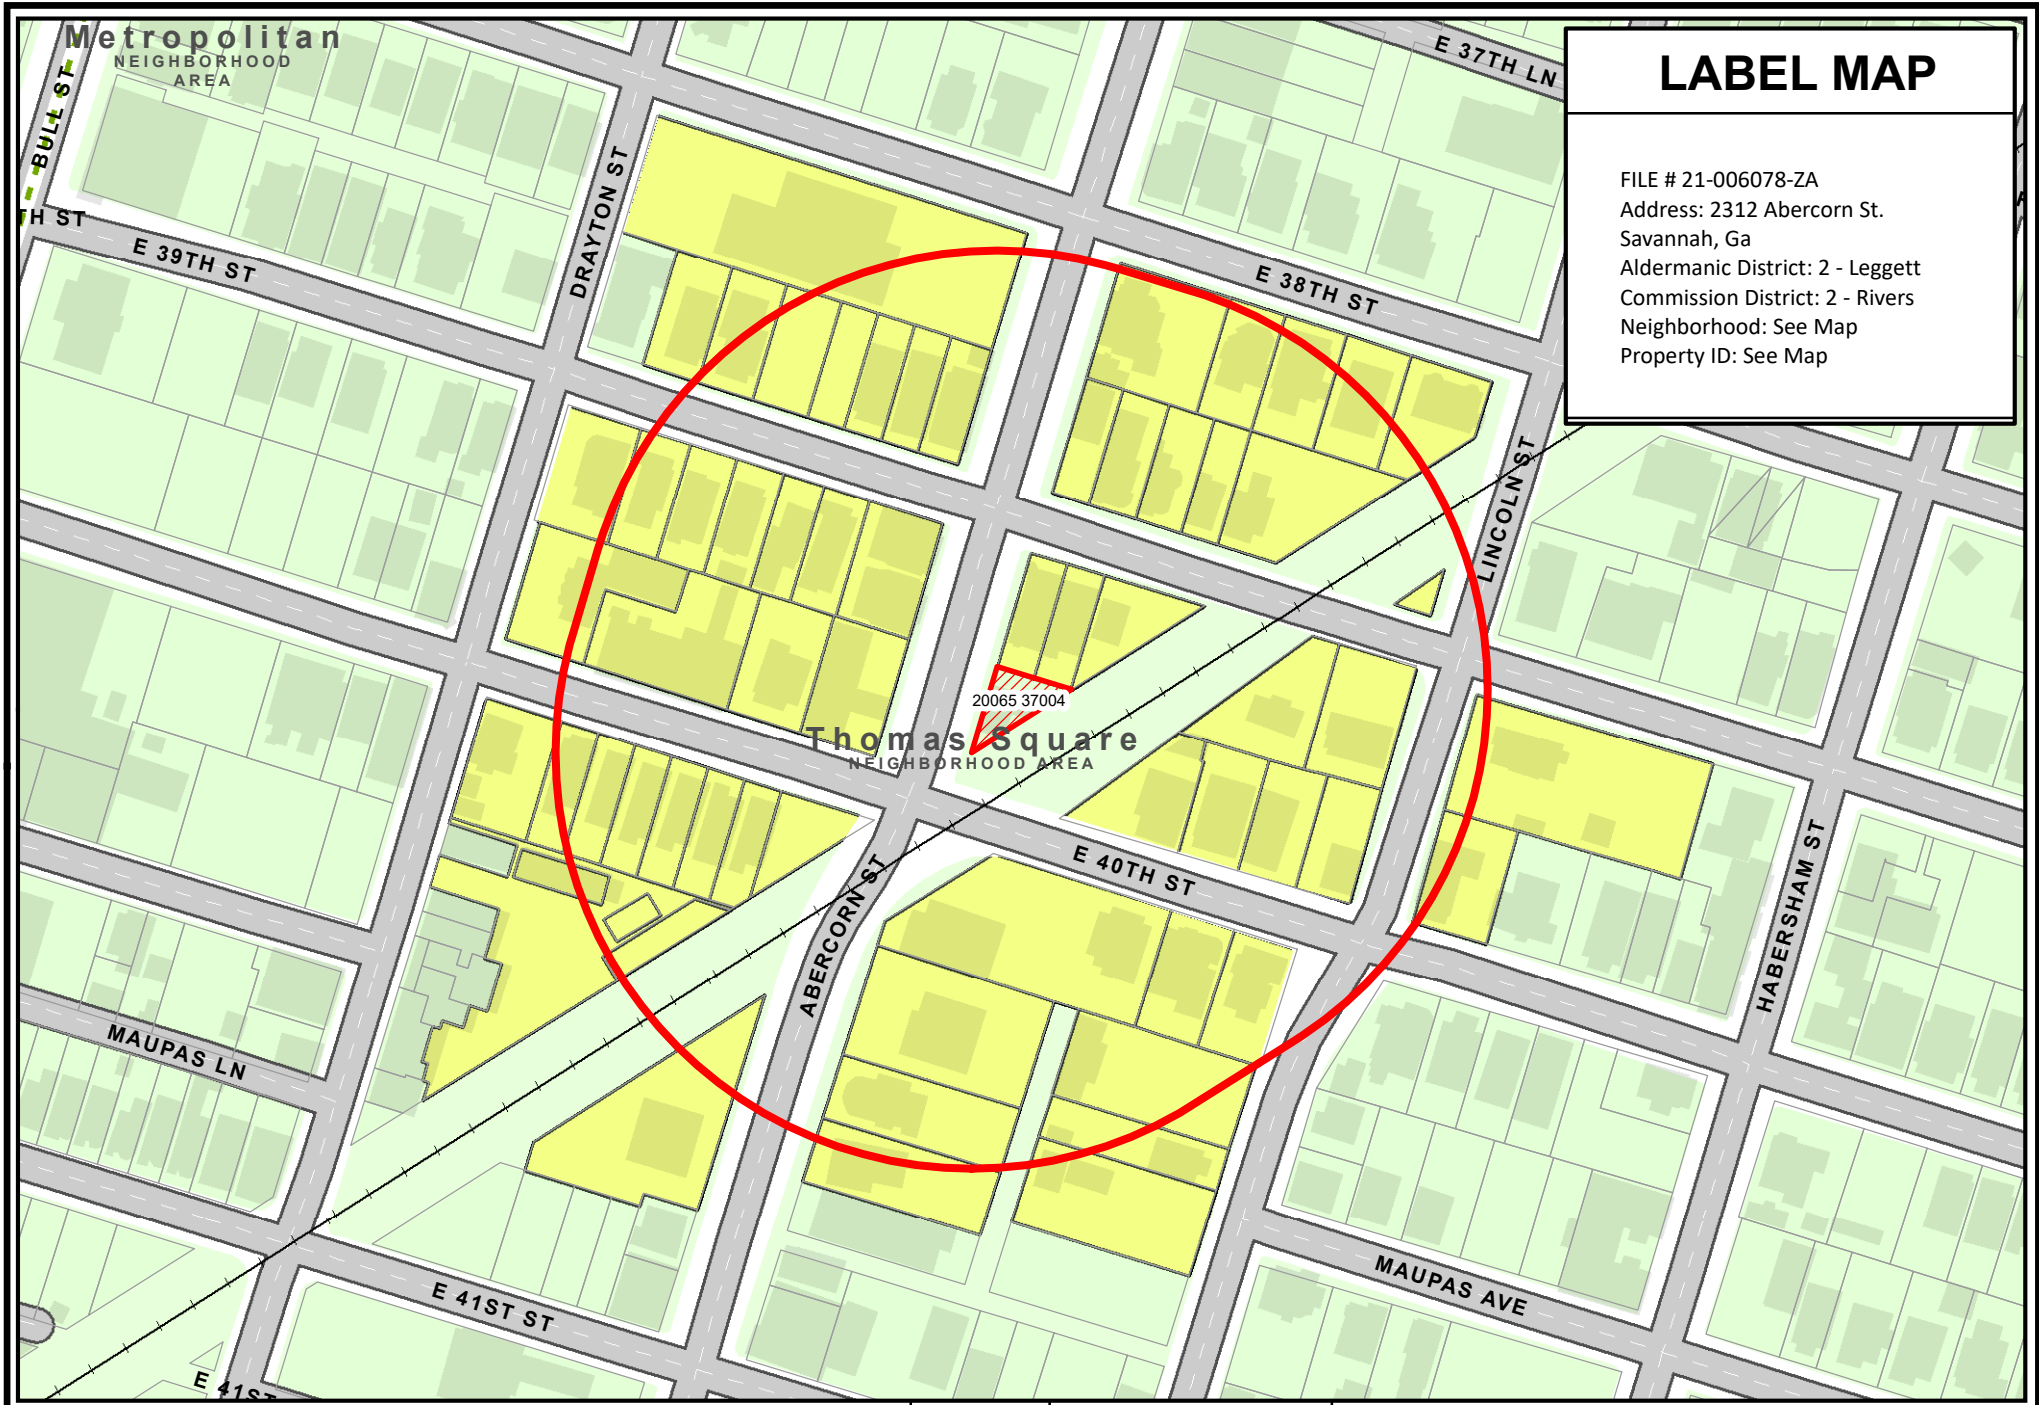 Metropolitan
NEIGHBORHOOD
AREA
BULL ST
TH ST
E 39TH ST
DRAYTON ST
E 37TH LN
LABEL MAP
FILE # 21-006078-ZA
Address: 2312 Abercorn St.
Savannah, Ga
Aldermanic District: 2 - Leggett
Commission District: 2 - Rivers
Neighborhood: See Map
Property ID: See Map
E 38TH ST
LINCOLN ST
20065 37004
Thomas Square
NEIGHBORHOOD AREA
E 40TH ST
ABERCORN ST
HABERSHAM ST
MAUPAS LN
MAUPAS AVE
E 41ST ST
E 41ST